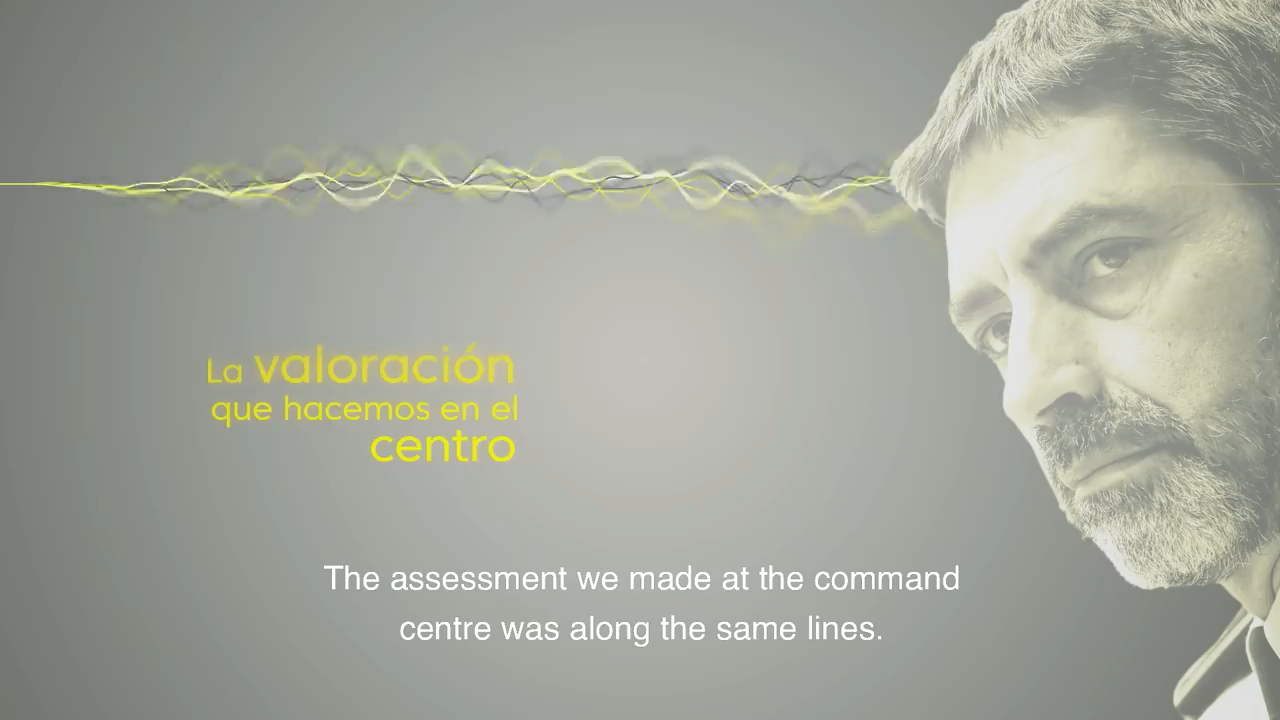 La valoración
que hacemos en el
centro
The assessment we made at the command
centre was along the same lines.